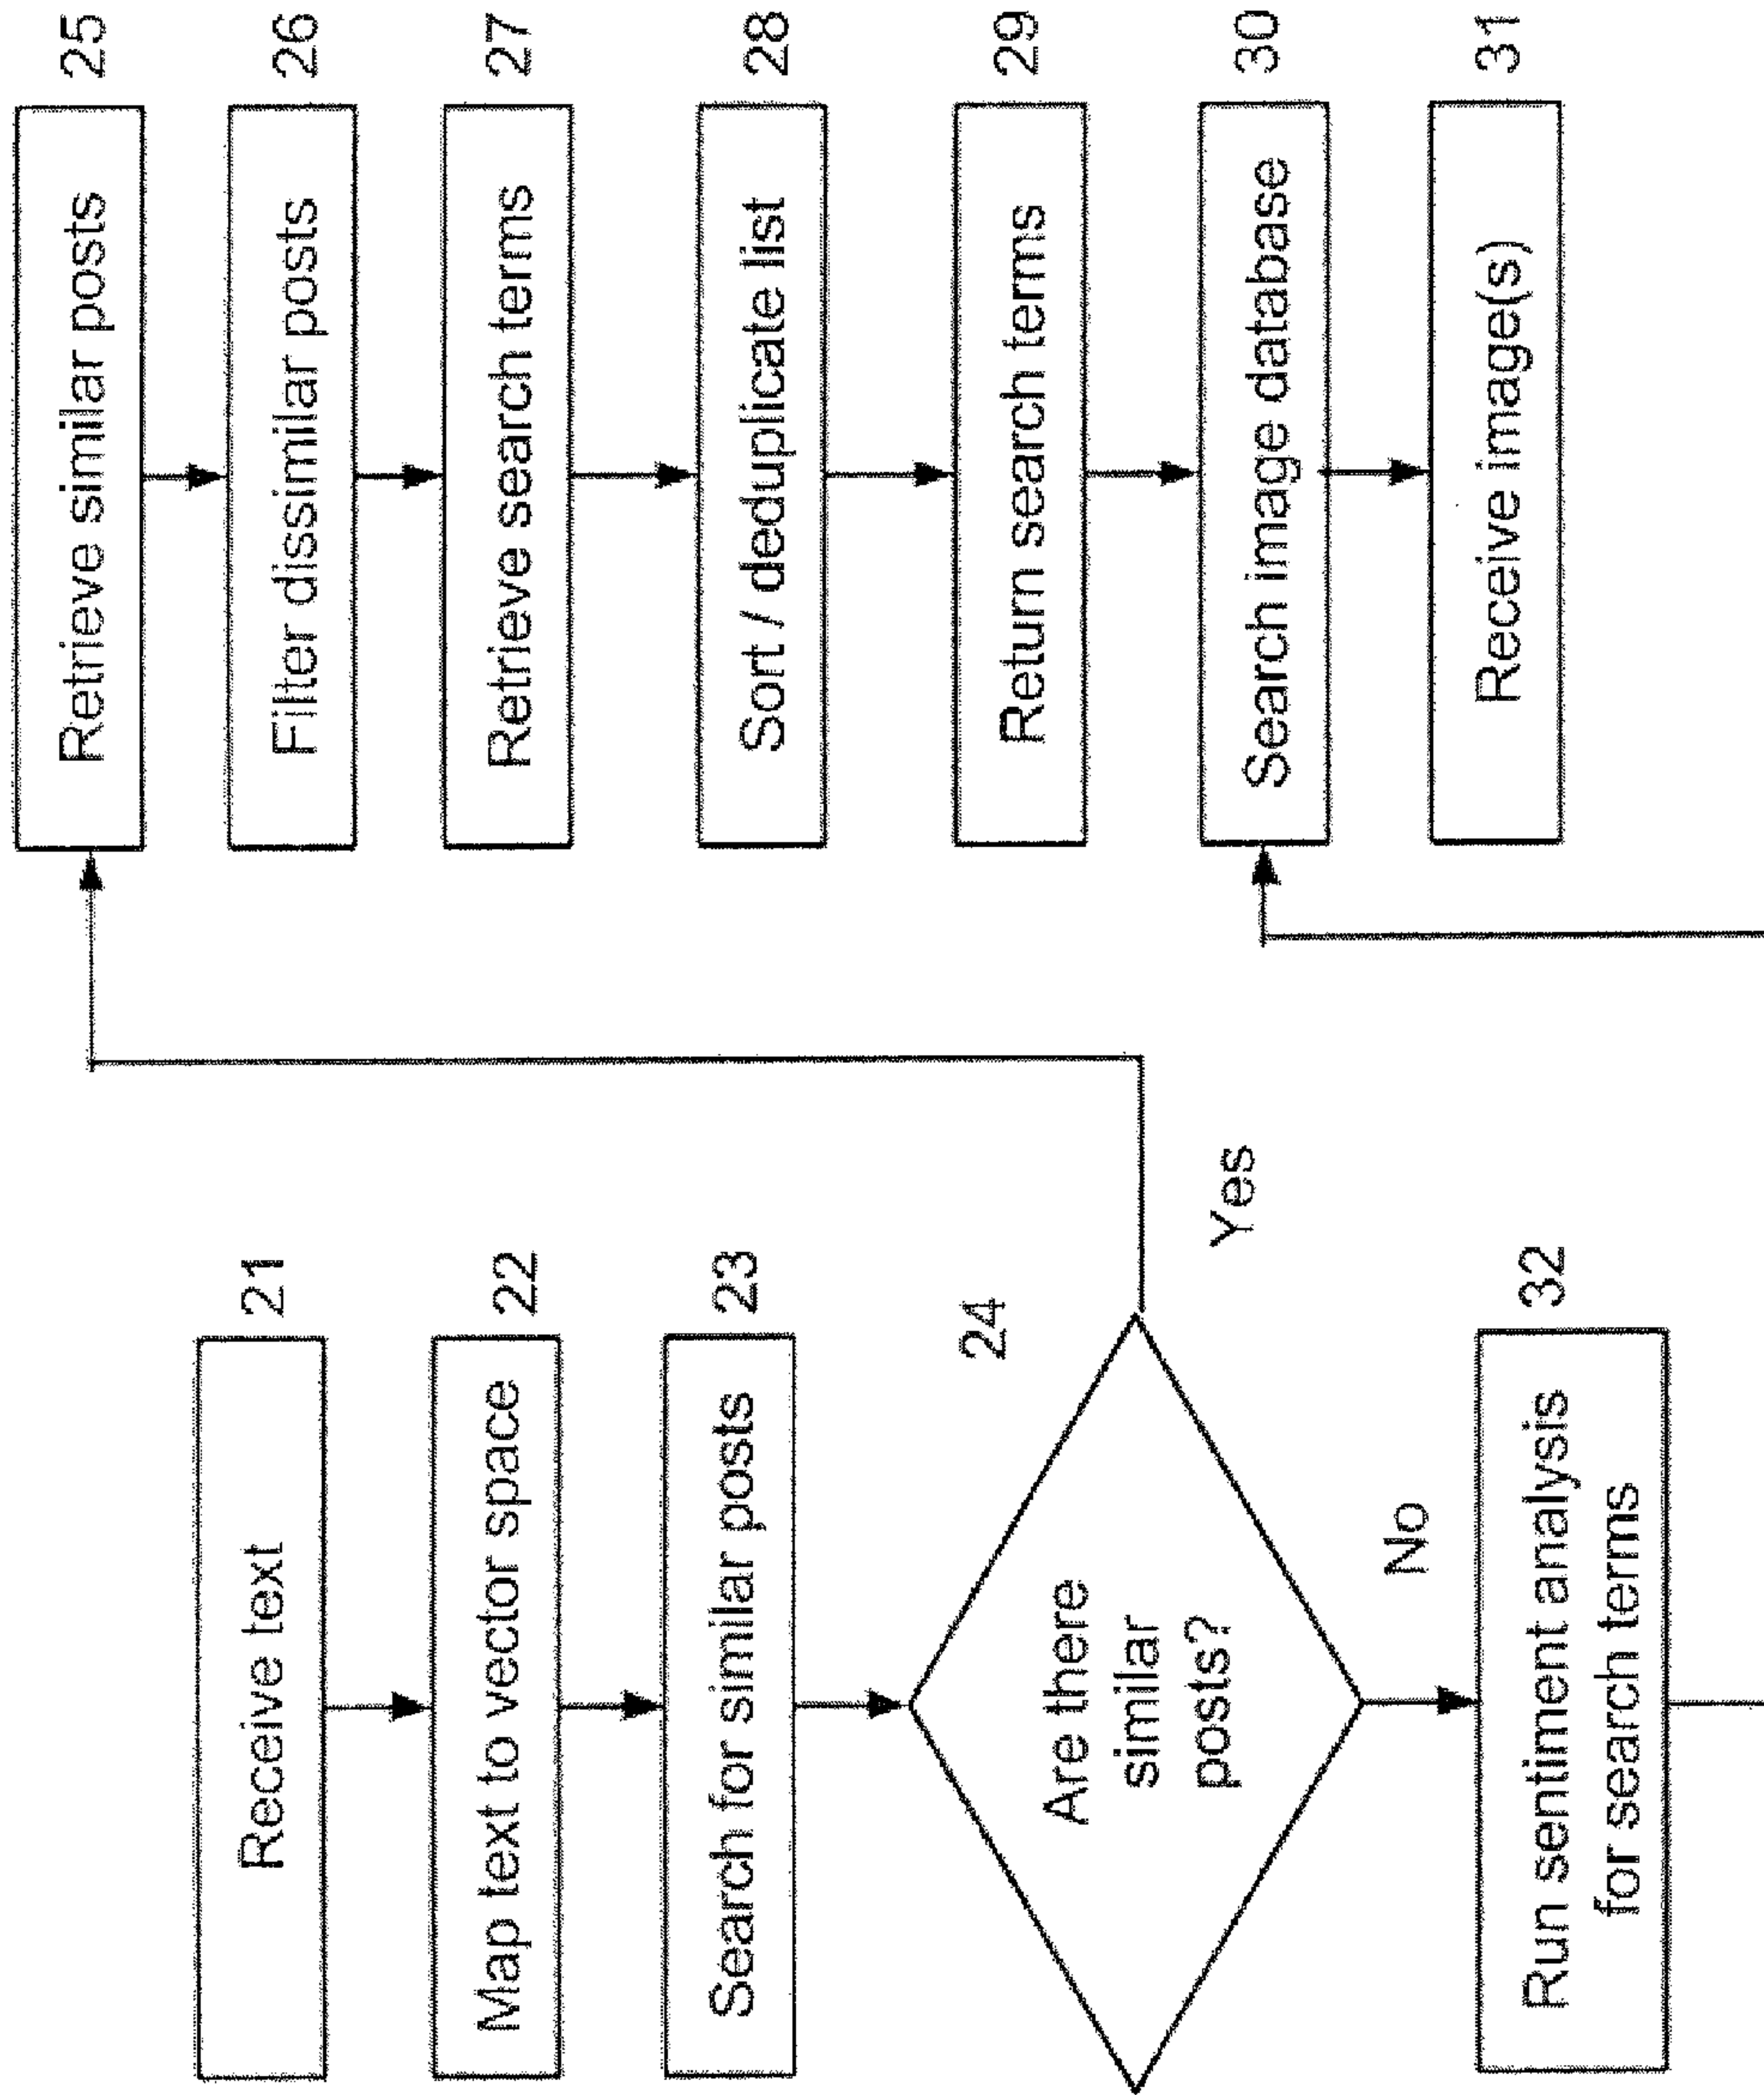 Receive text
21
Map text to vector space
22
Search for similar posts
23
24
Are there
similar
posts?
Yes
No
Run sentiment analysis
for search terms
32
Retrieve similar posts
25
Filter dissimilar posts
26
Retrieve search terms
27
Sort / deduplicate list
28
Return search terms
29
Search image database
30
Receive image(s)
31